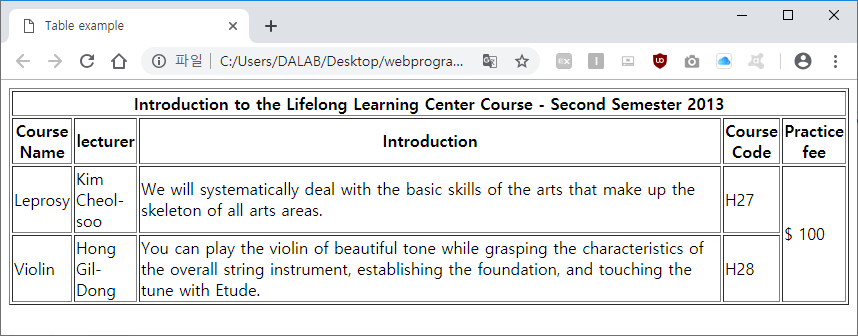 Table example
파일 C:/Users/DALAB/Desktop/webprogra...
Introduction to the Lifelong Learning Center Course - Second Semester 2013
Course
Name
lecturer
Introduction
Course
Code
Practice
fee
Leprosy
Kim
Cheol-
soo
We will systematically deal with the basic skills of the arts that make up the
skeleton of all arts areas.
H27
$ 100
Violin
Hong
Gil-
Dong
You can play the violin of beautiful tone while grasping the characteristics of
the overall string instrument, establishing the foundation, and touching the
tune with Etude.
H28